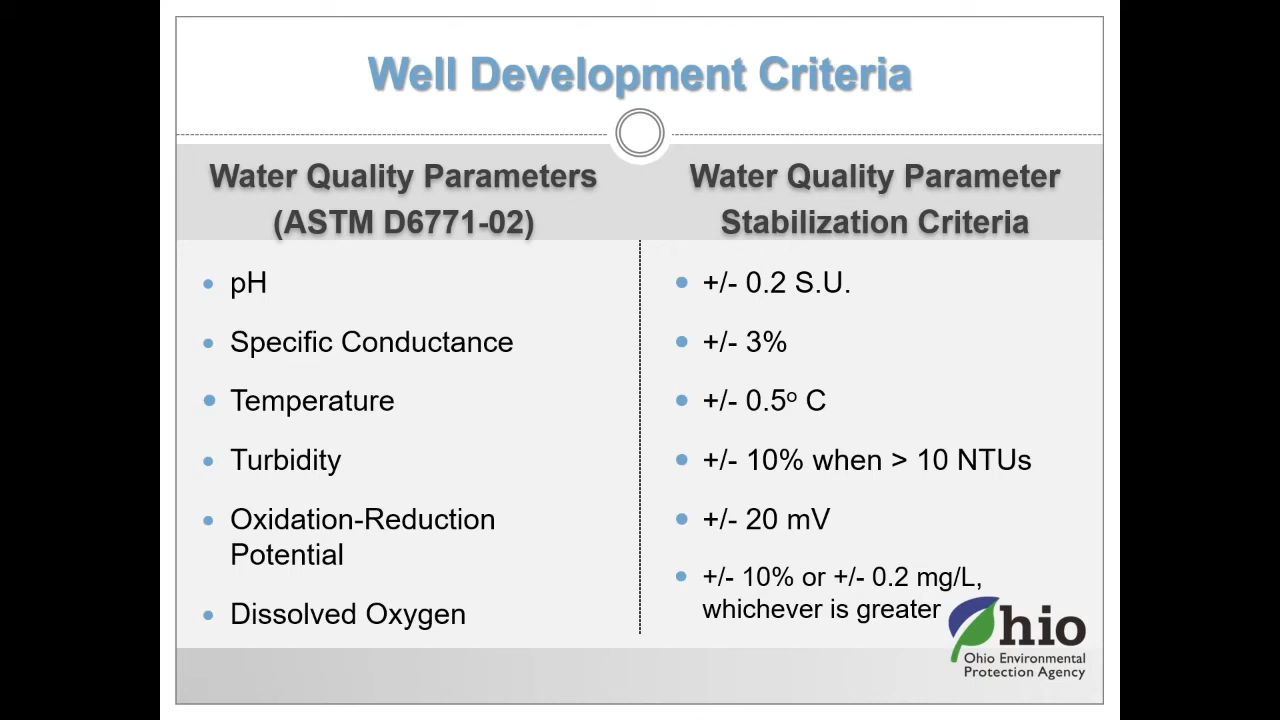 Well Development Criteria
Water Quality Parameters
(ASTM D6771-02)
• pH
• Specific Conductance
• Temperature
• Turbidity
• Oxidation-Reduction
Potential
• Dissolved Oxygen
Water Quality Parameter
Stabilization Criteria
• +/- 0.2 S.U.
• +/- 3%
• +/- 0.5º C
• +/- 10% when > 10 NTUs
• +/- 20 mV
• +/- 10% or +/- 0.2 mg/L,
whichever is greater
Ohio
Ohio Environmental
Protection Agency